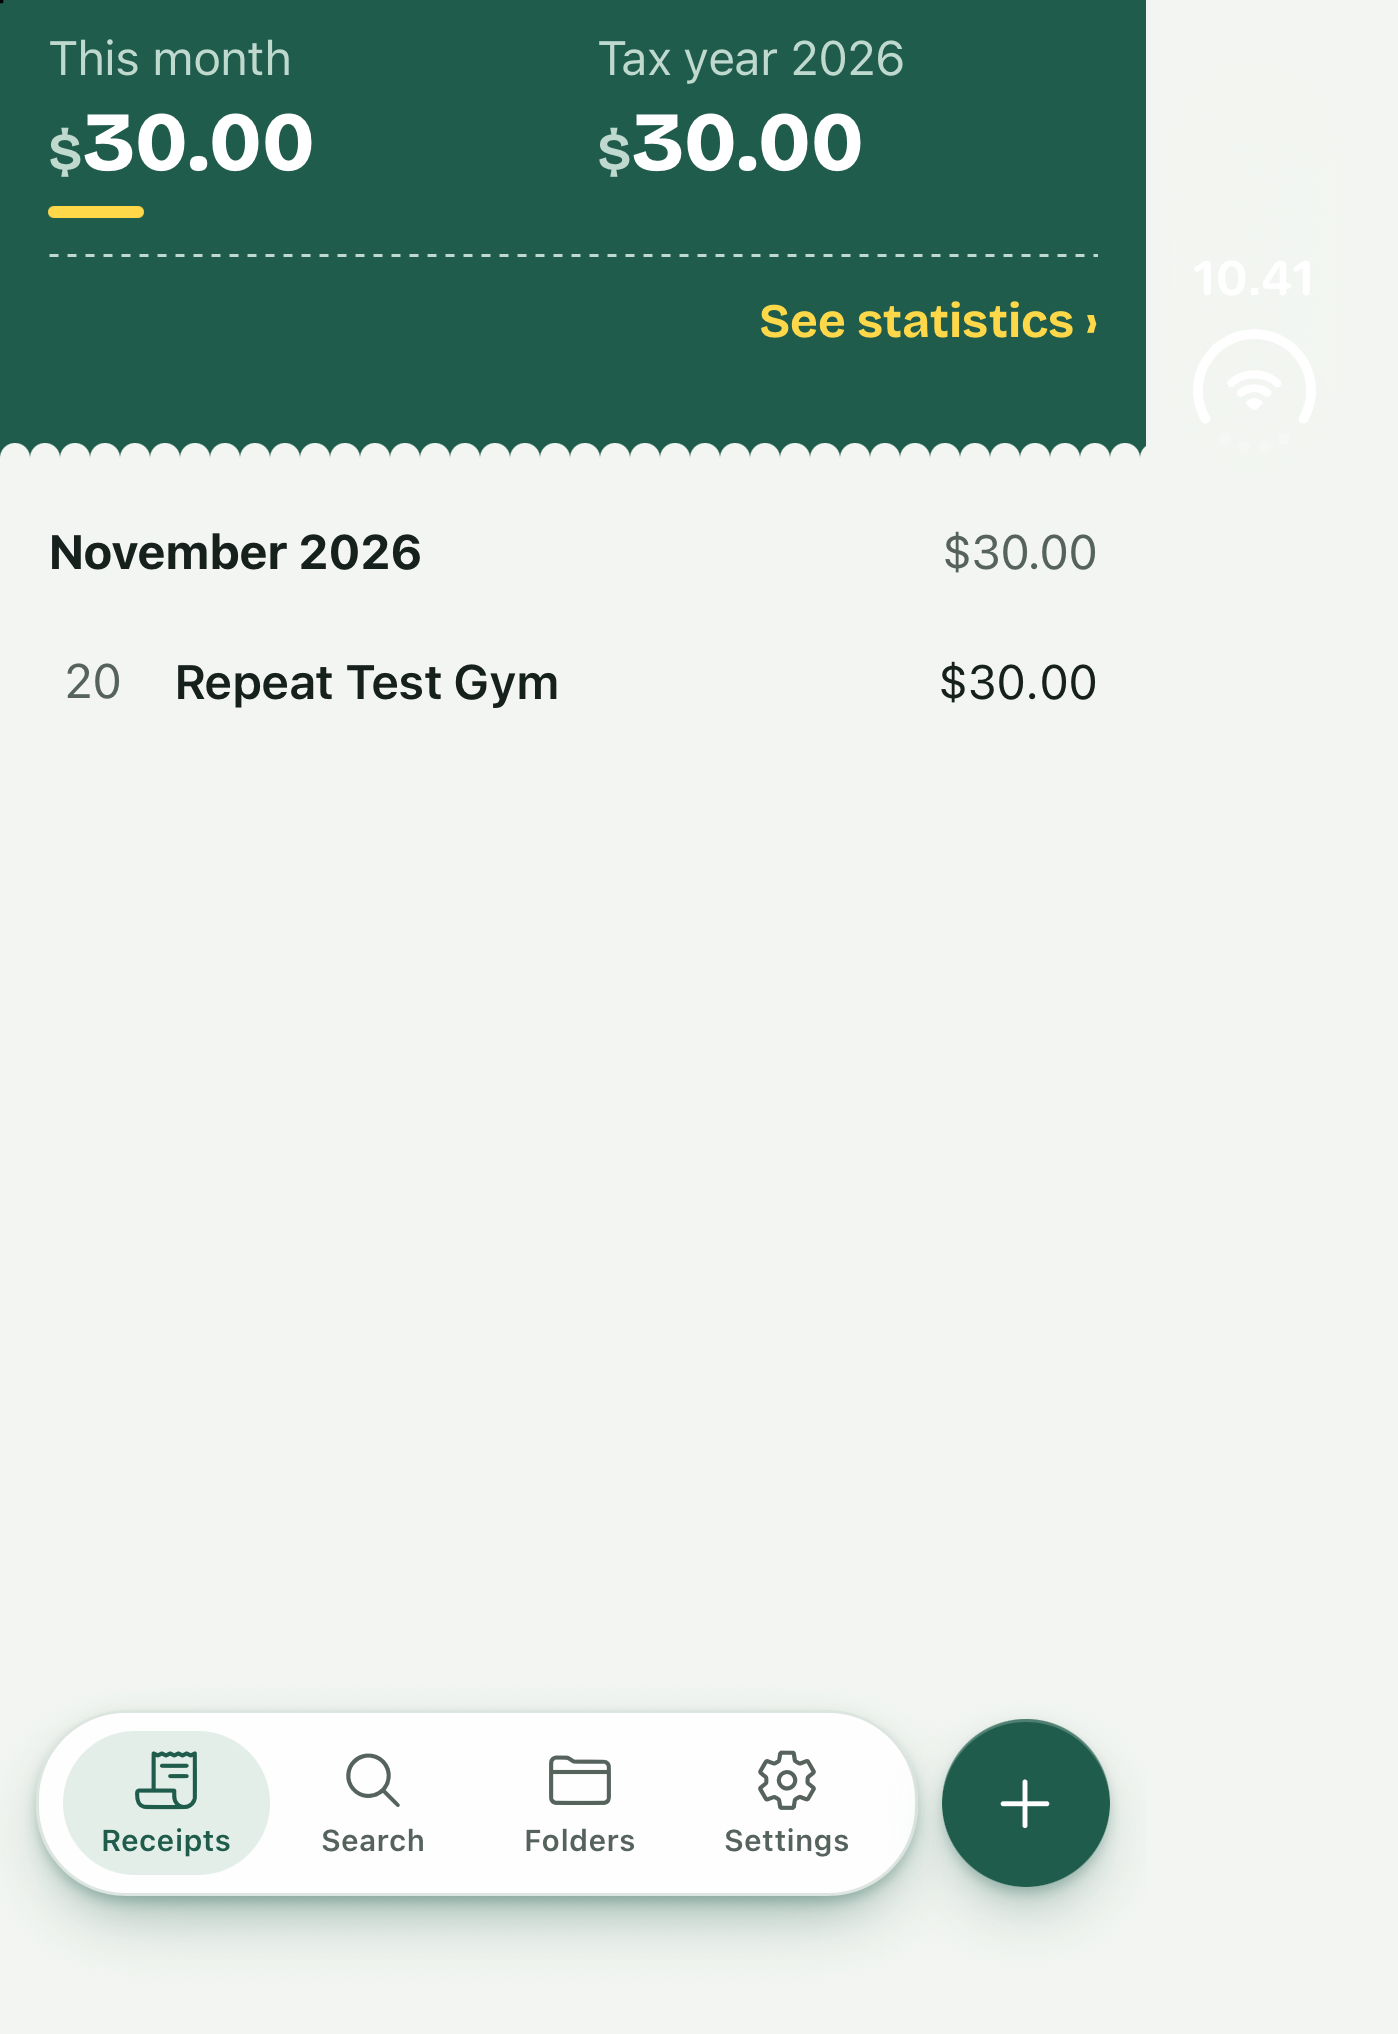 This month
Tax year 2026
$30.00
$30.00
See statistics ›
10.41
November 2026
$30.00
20
Repeat Test Gym
$30.00
Receipts
Search
Folders
Settings